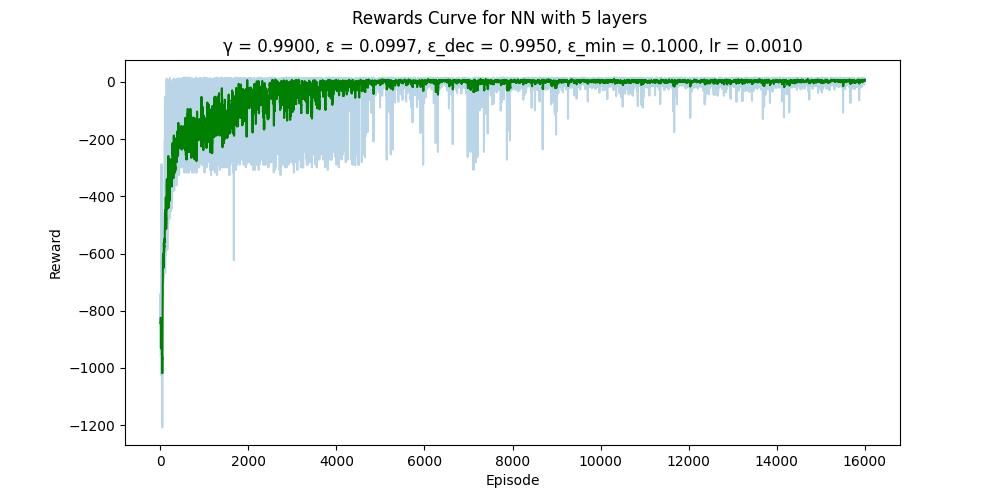 Rewards Curve for NN with 5 layers
γ = 0.9900, ε = 0.0997, ε_dec = 0.9950, ε_min = 0.1000, lr = 0.0010
0
−200
−400
−600
−800
−1000
−1200
Reward
0 2000 4000 6000 8000 10000 12000 14000 16000
Episode